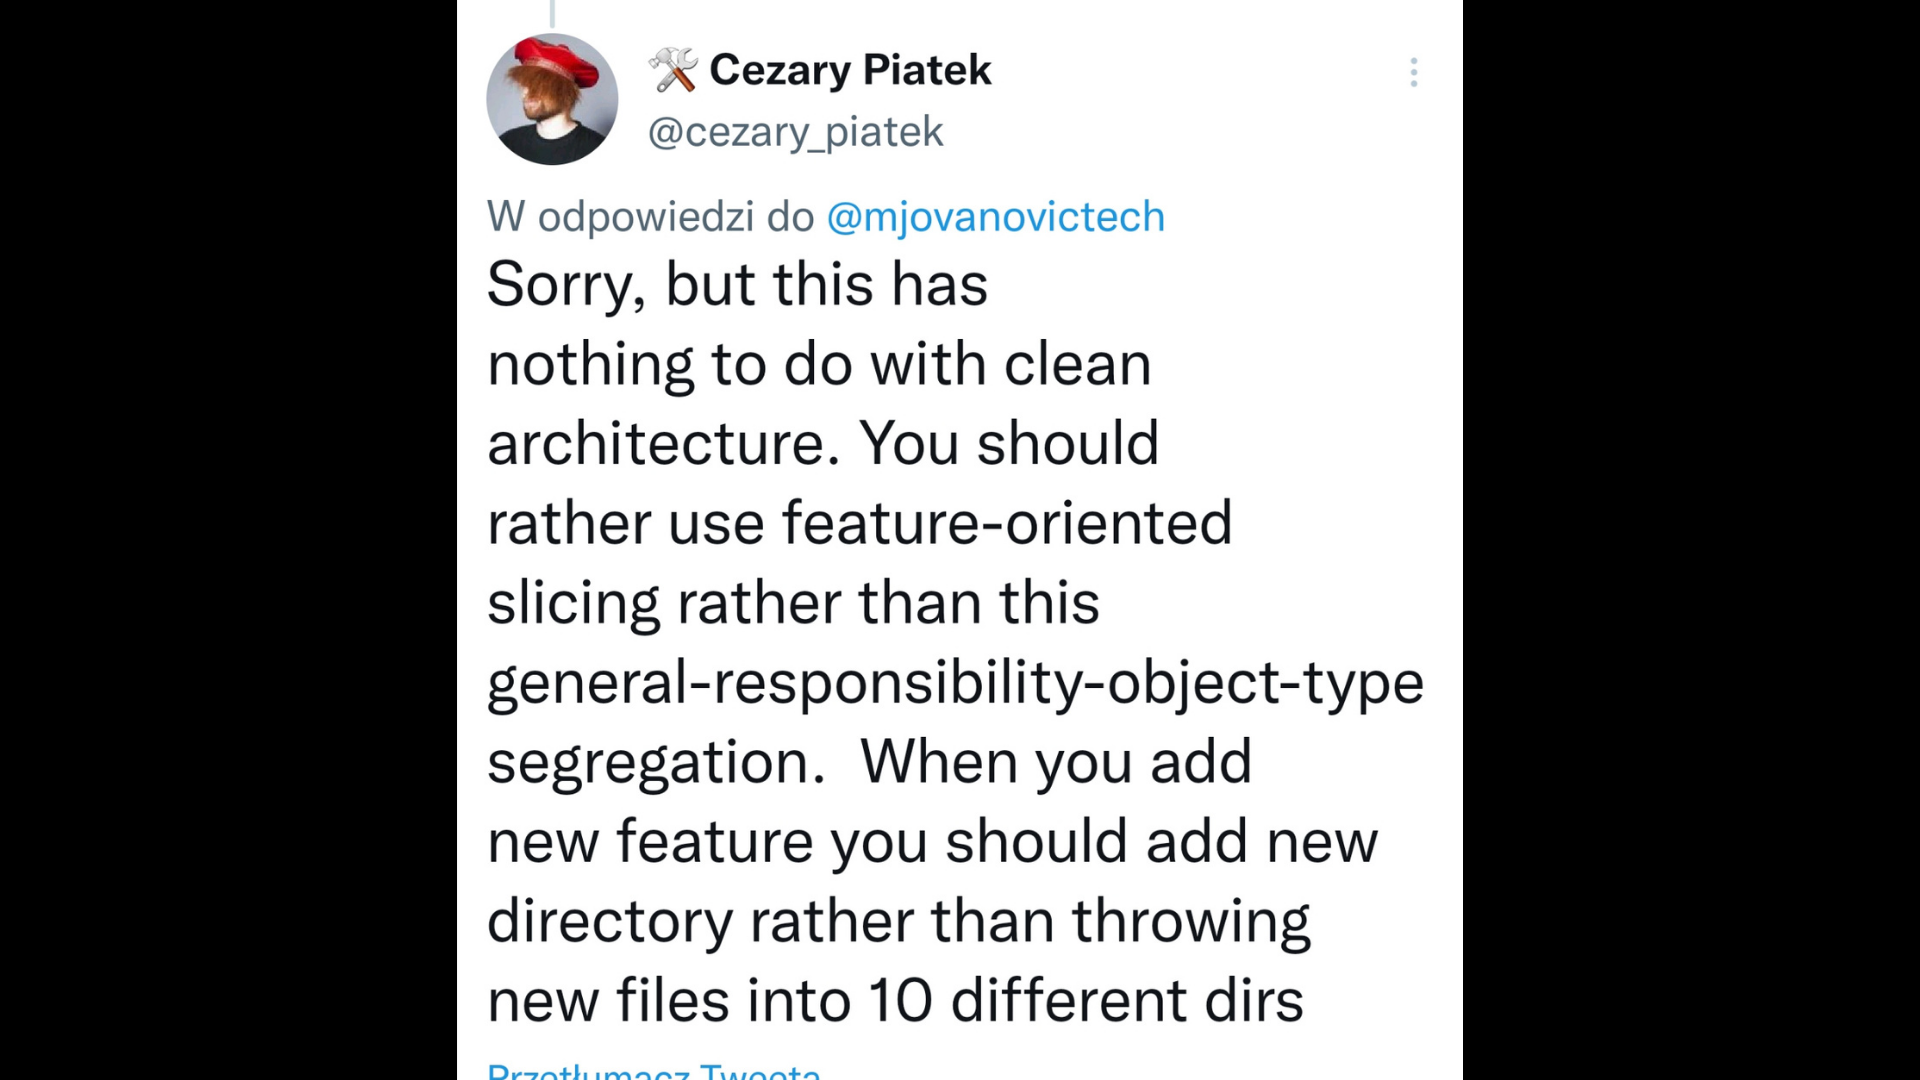 Cezary Piatek
@cezary_piatek
W odpowiedzi do @mjovanovictech
Sorry, but this has
nothing to do with clean
architecture. You should
rather use feature-oriented
slicing rather than this
general-responsibility-object-type
segregation.  When you add
new feature you should add new
directory rather than throwing
new files into 10 different dirs
Przetłumacz Tweeta